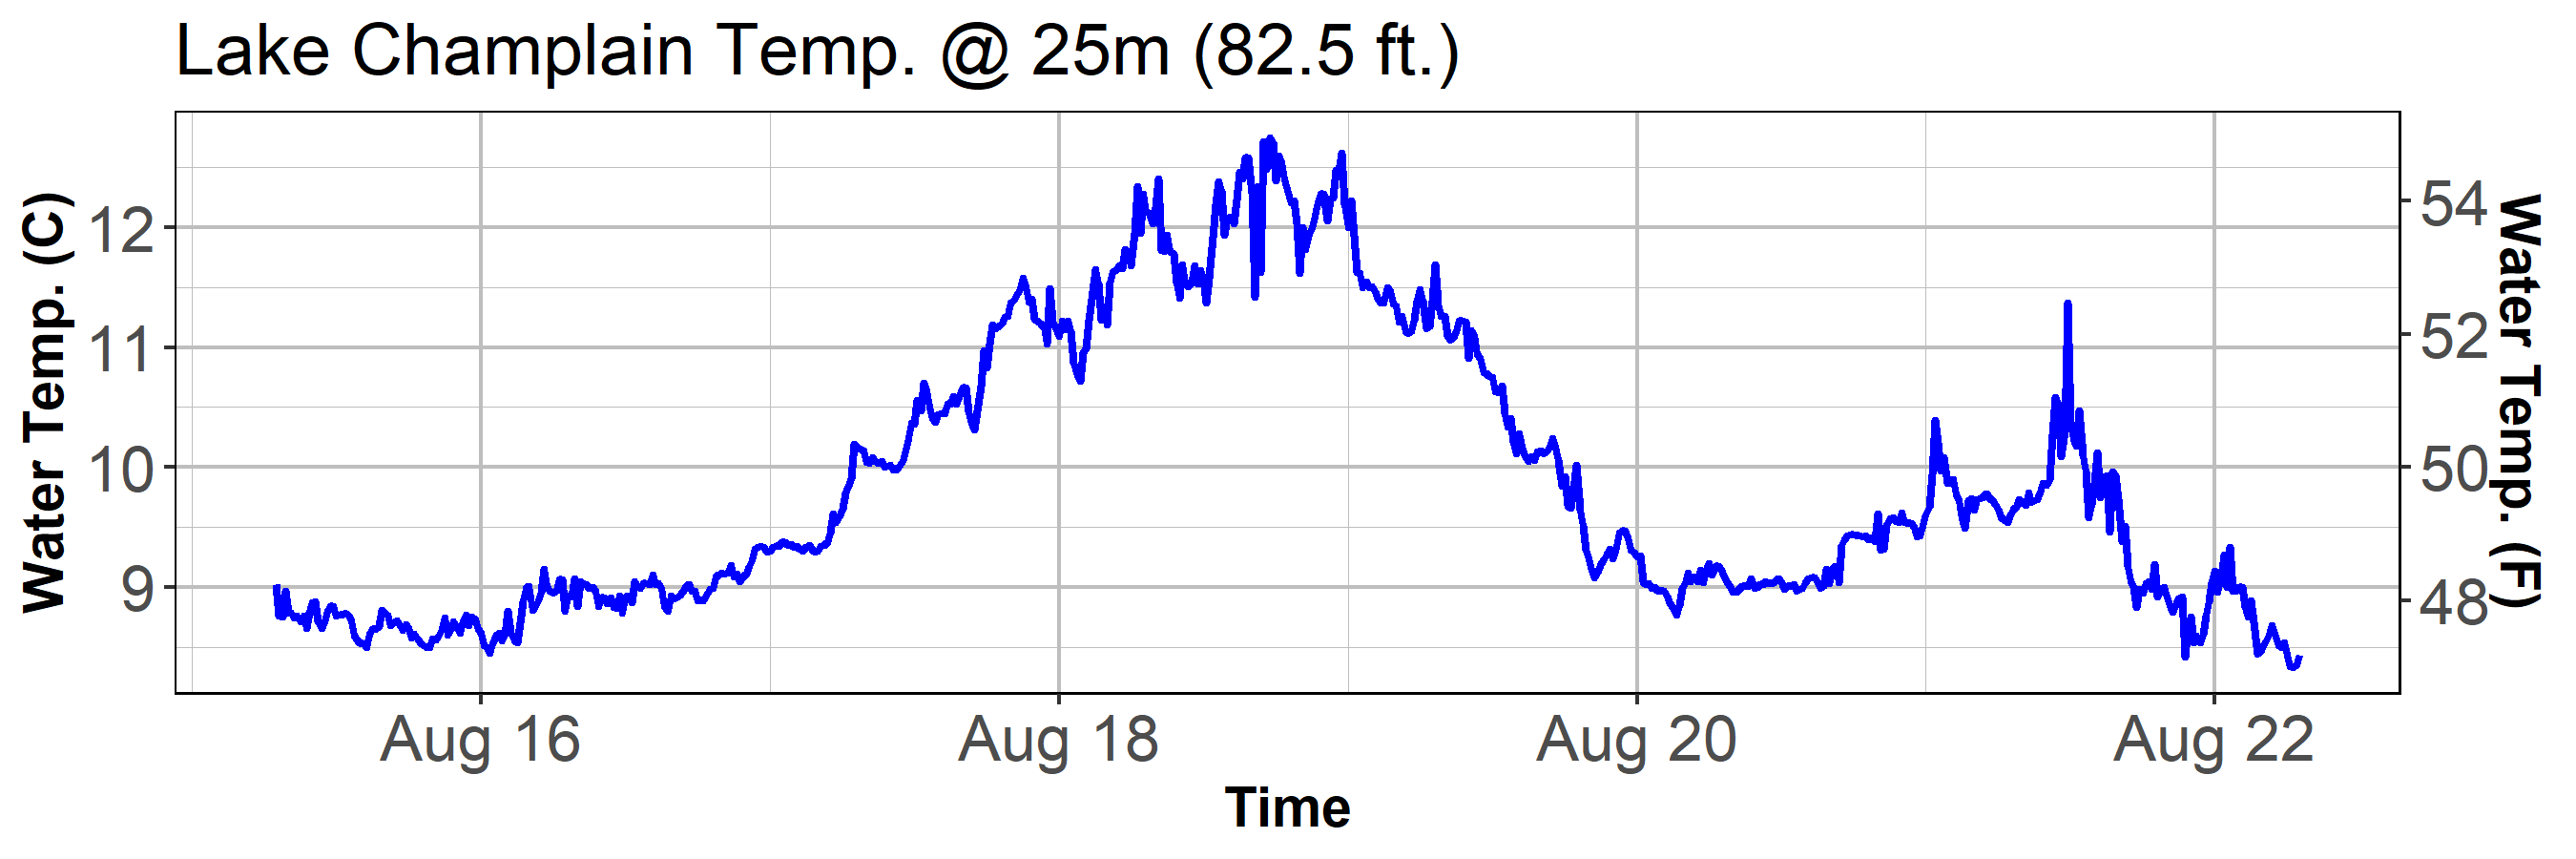 Lake Champlain Temp. @ 25m (82.5 ft.)
Water Temp. (C)
12
11
10
9
54
52
50
48
Water Temp. (F)
Aug 16
Aug 18
Aug 20
Aug 22
Time